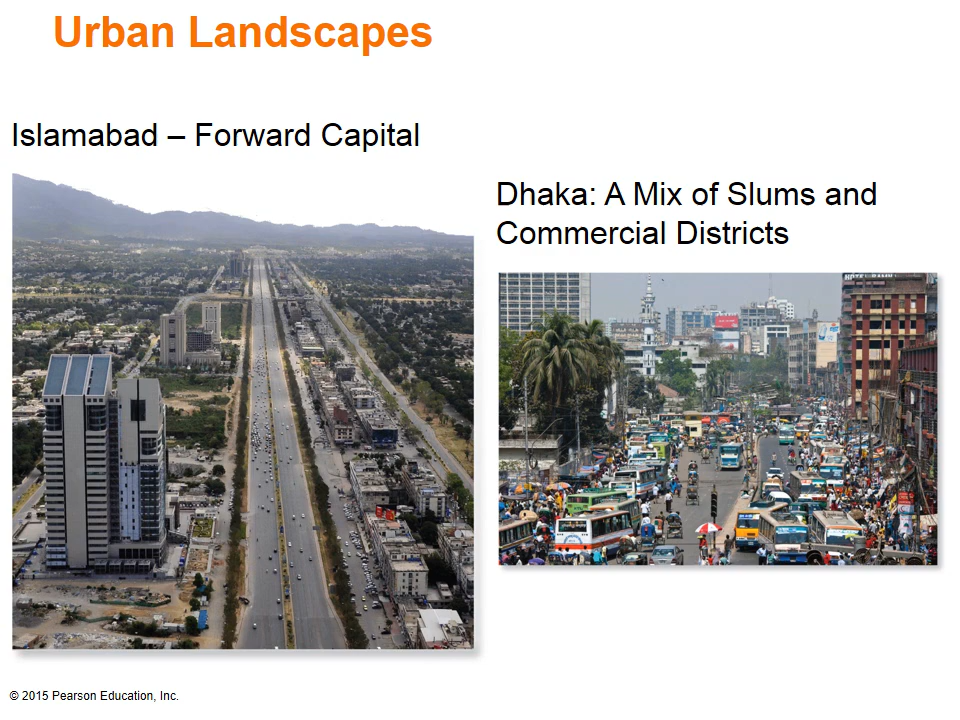 Urban Landscapes
Islamabad – Forward Capital
Dhaka: A Mix of Slums and
Commercial Districts
© 2015 Pearson Education, Inc.